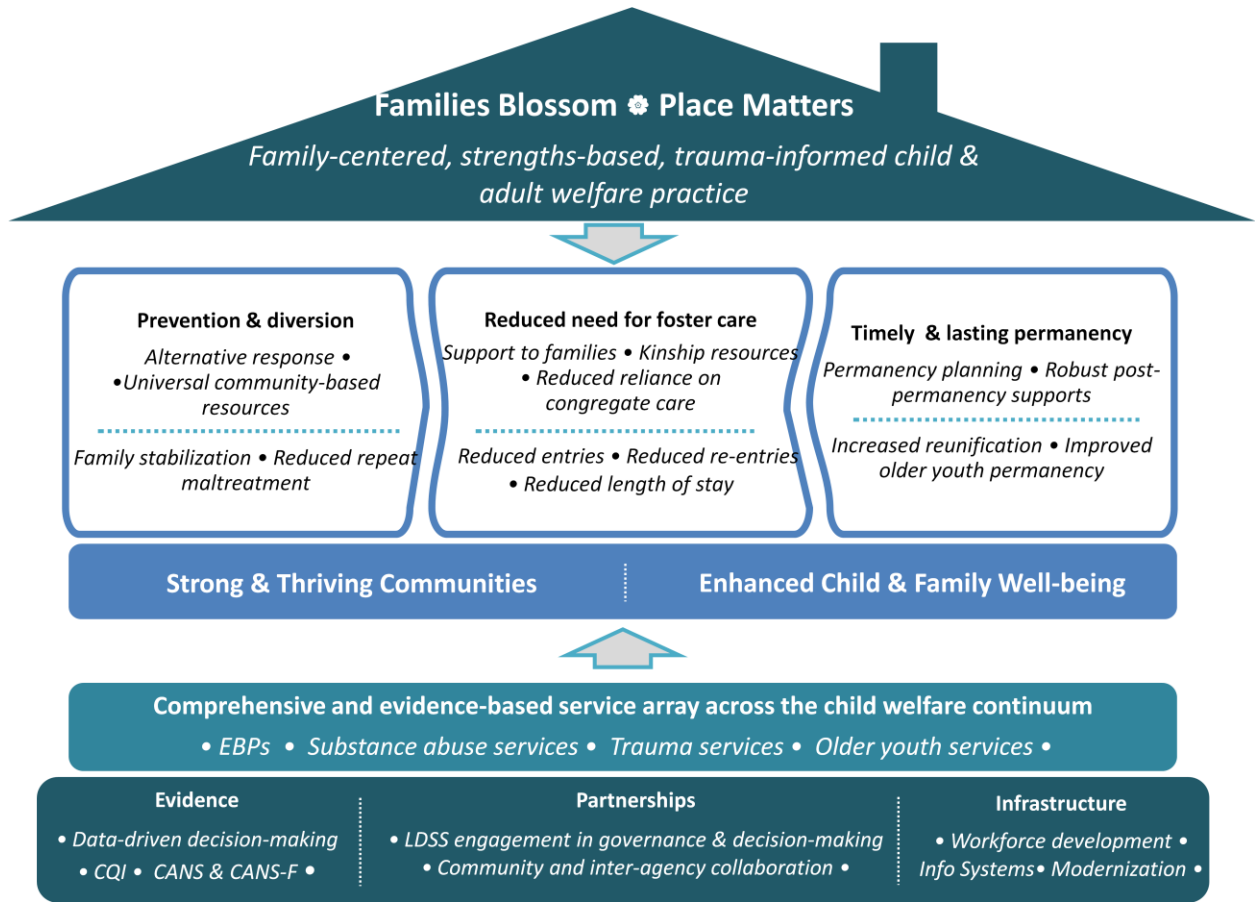 Families Blossom ❁ Place Matters
Family-centered, strengths-based, trauma-informed child &
adult welfare practice
Prevention & diversion
Alternative response •
•Universal community-based
resources
Family stabilization • Reduced repeat
maltreatment
Reduced need for foster care
Support to families • Kinship resources
• Reduced reliance on
congregate care
Reduced entries • Reduced re-entries
• Reduced length of stay
Timely & lasting permanency
Permanency planning • Robust post-
permanency supports
Increased reunification • Improved
older youth permanency
Strong & Thriving Communities
Enhanced Child & Family Well-being
Comprehensive and evidence-based service array across the child welfare continuum
• EBPs • Substance abuse services • Trauma services • Older youth services •
Evidence
• Data-driven decision-making
• CQI • CANS & CANS-F •
Partnerships
• LDSS engagement in governance & decision-making
• Community and inter-agency collaboration •
Infrastructure
• Workforce development •
Info Systems• Modernization •